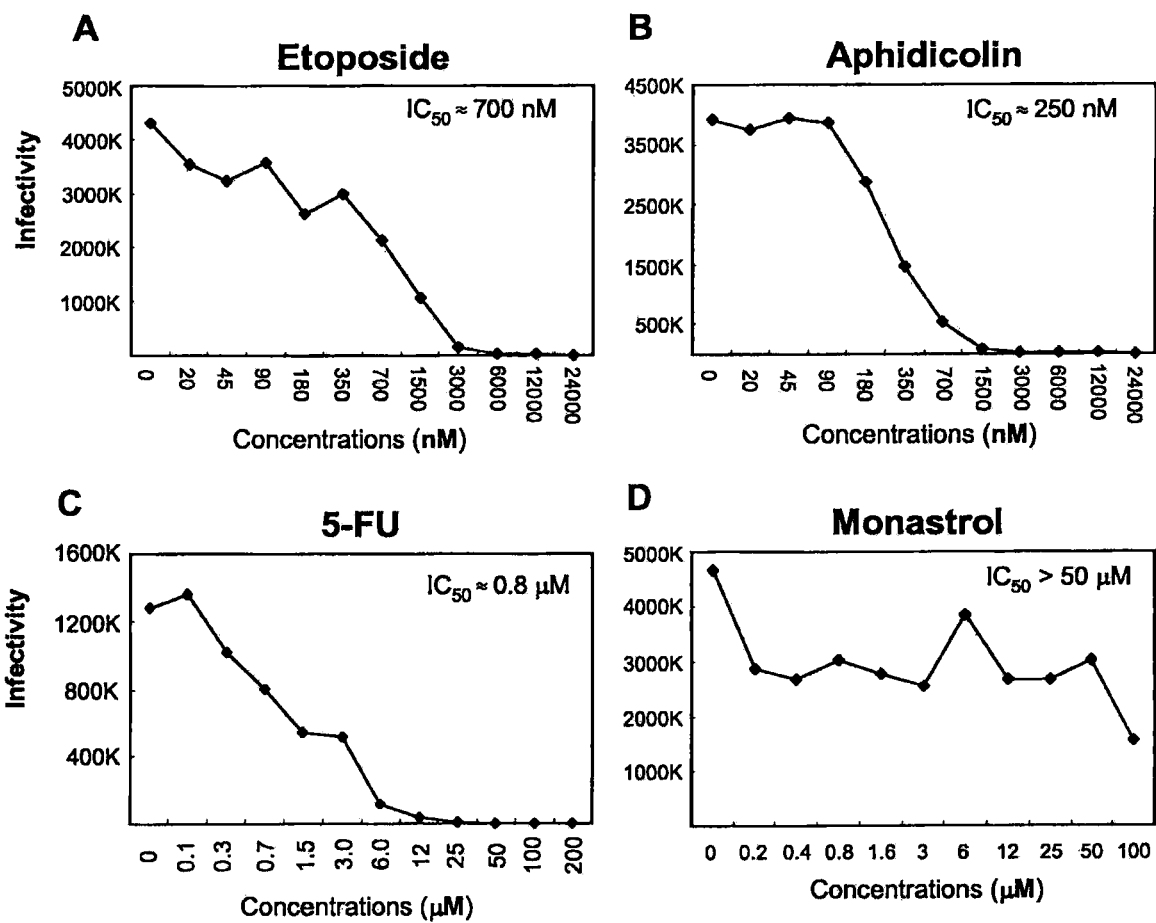 A
Etoposide
IC50 ≈ 700 nM
Infectivity
5000K
4000K
3000K
2000K
1000K
0 20 45 90 180 350 700 1500 3000 6000 12000 24000
Concentrations (nM)
B
Aphidicolin
IC50 ≈ 250 nM
4500K
3500K
2500K
1500K
500K
0 20 45 90 180 350 700 1500 3000 6000 12000 24000
Concentrations (nM)
C
5-FU
IC50 ≈ 0.8 μM
Infectivity
1600K
1200K
800K
400K
0 0.1 0.3 0.7 1.5 3.0 6.0 12 25 50 100 200
Concentrations (μM)
D
Monastrol
IC50 > 50 μM
5000K
4000K
3000K
2000K
1000K
0 0.2 0.4 0.8 1.6 3 6 12 25 50 100
Concentrations (μM)